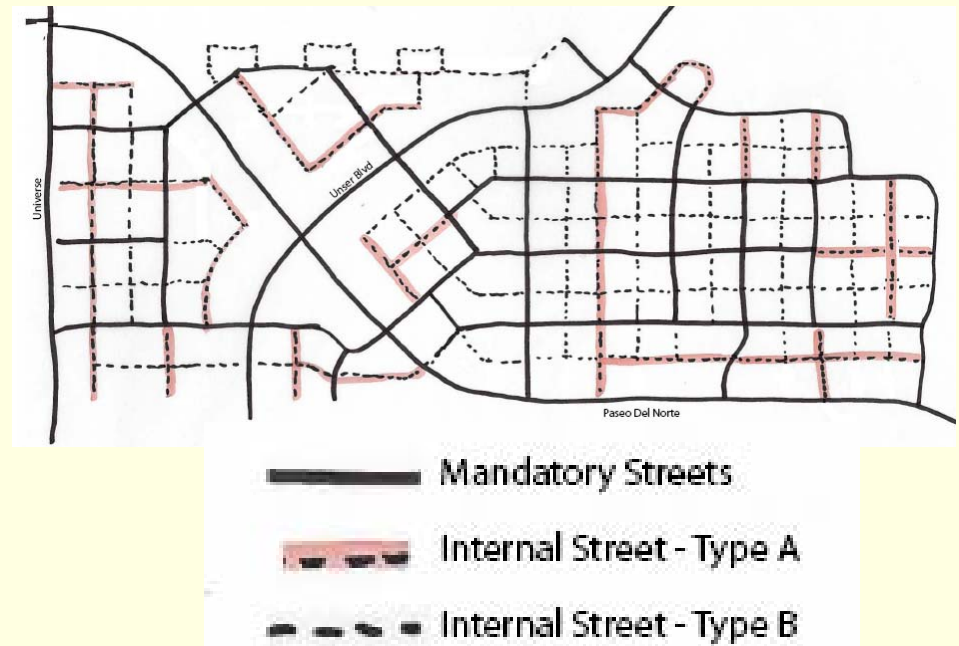 Universe
Unser Blvd
Paseo Del Norte
Mandatory Streets
Internal Street - Type A
Internal Street - Type B